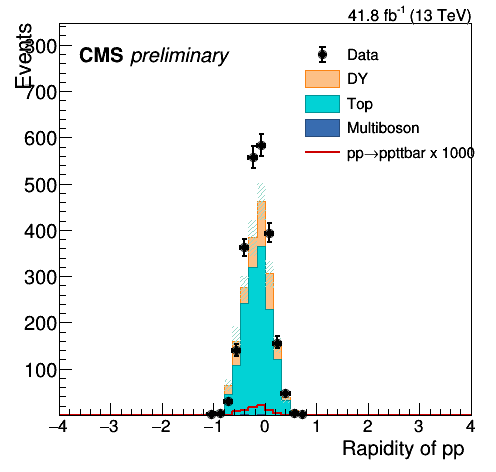 41.8 fb⁻¹ (13 TeV)
Events
CMS preliminary
Data
DY
Top
Multiboson
pp→ppttbar x 1000
800
700
600
500
400
300
200
100
−4 −3 −2 −1 0 1 2 3 4
Rapidity of pp